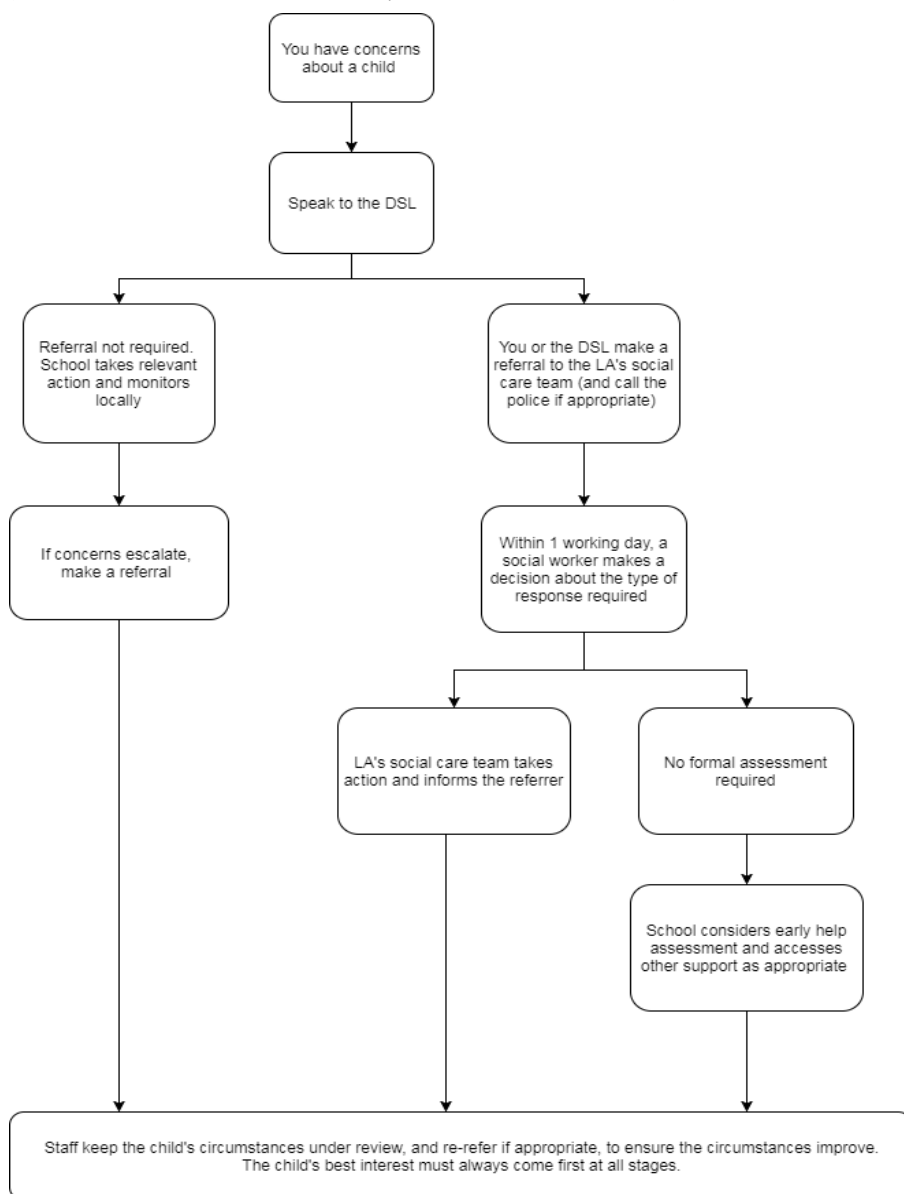 You have concerns
about a child
Speak to the DSL
Referral not required.
School takes relevant
action and monitors
locally
You or the DSL make a
referral to the LA's social
care team (and call the
police if appropriate)
If concerns escalate,
make a referral
Within 1 working day, a
social worker makes a
decision about the type of
response required
LA's social care team takes
action and informs the referrer
No formal assessment
required
School considers early help
assessment and accesses
other support as appropriate
Staff keep the child's circumstances under review, and re-refer if appropriate, to ensure the circumstances improve.
The child's best interest must always come first at all stages.